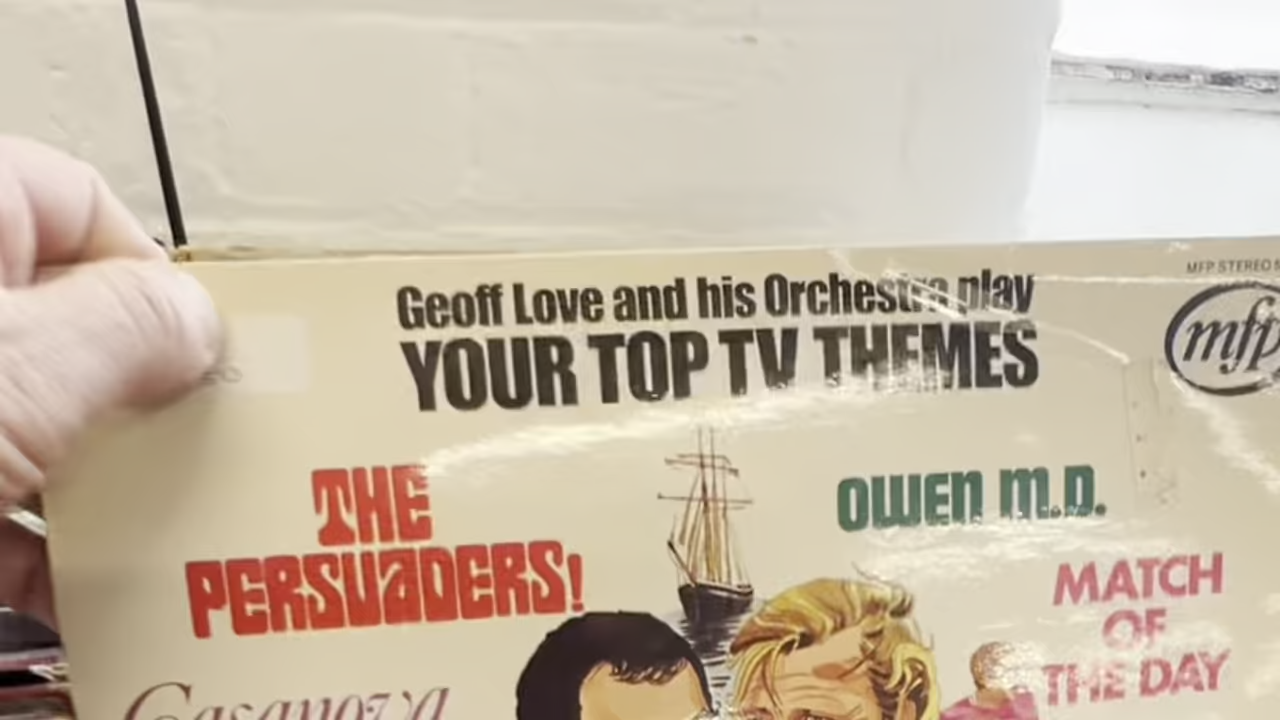 MFP STEREO
Geoff Love and his Orchestra play
YOUR TOP TV THEMES
mfp
THE
PERSUADERS!
OWEN M.D.
MATCH
OF
THE DAY
Casanova